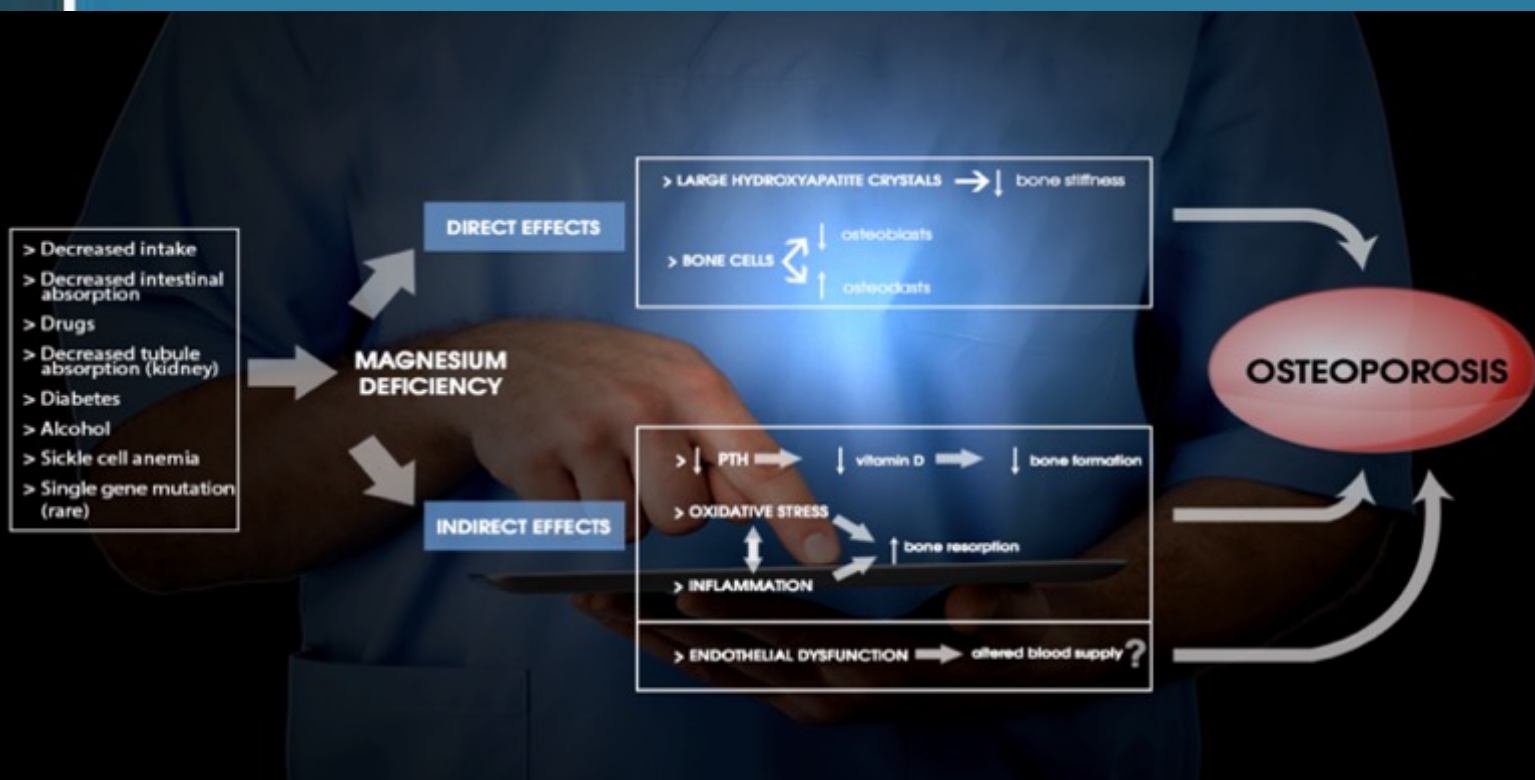 > Decreased intake
> Decreased intestinal
absorption
> Drugs
> Decreased tubule
absorption (kidney)
> Diabetes
> Alcohol
> Sickle cell anemia
> Single gene mutation
(rare)
MAGNESIUM
DEFICIENCY
DIRECT EFFECTS
> LARGE HYDROXYAPATITE CRYSTALS → ↓ bone stiffness
> BONE CELLS
↓ osteoblasts
↑ osteoclasts
INDIRECT EFFECTS
> ↓ PTH → ↓ vitamin D → ↓ bone formation
> OXIDATIVE STRESS
↑ bone resorption
> INFLAMMATION
> ENDOTHELIAL DYSFUNCTION → altered blood supply ?
OSTEOPOROSIS